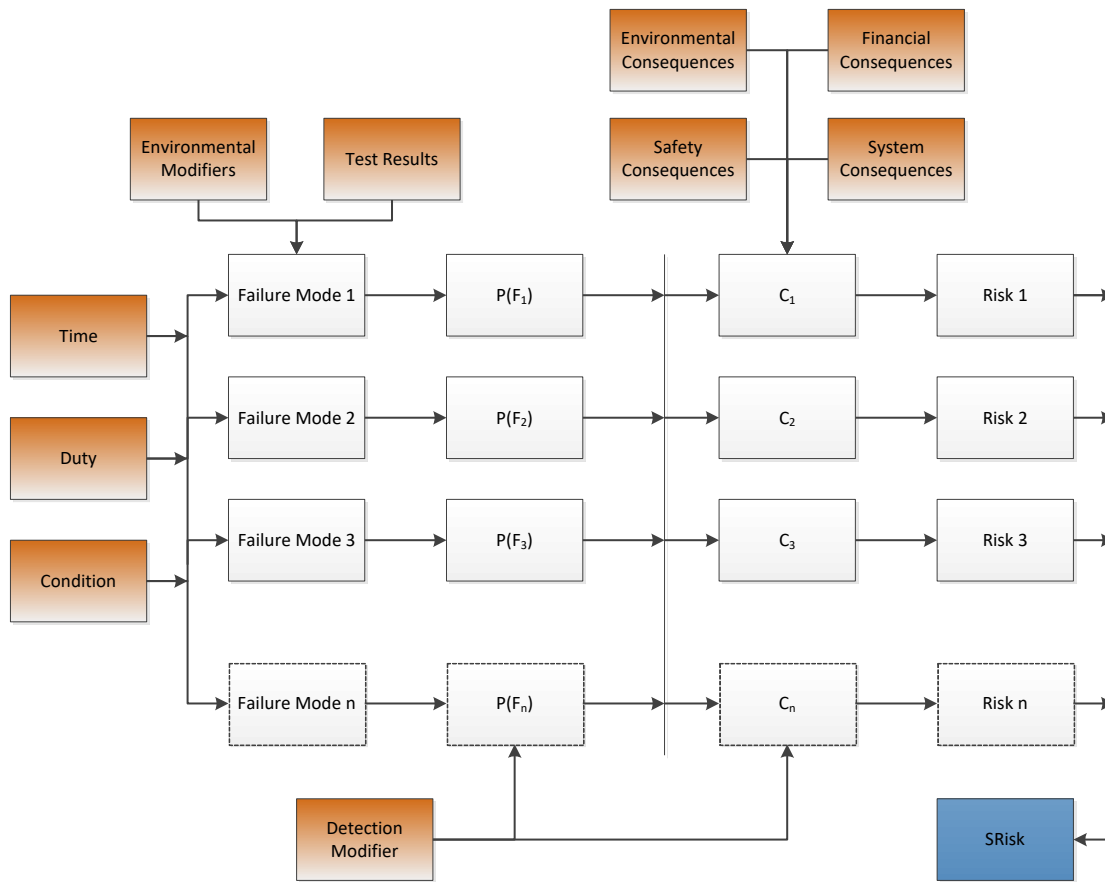 Environmental
Consequences
Financial
Consequences
Safety
Consequences
System
Consequences
Environmental
Modifiers
Test Results
Time
Duty
Condition
Failure Mode 1
P(F₁)
C₁
Risk 1
Failure Mode 2
P(F₂)
C₂
Risk 2
Failure Mode 3
P(F₃)
C₃
Risk 3
Failure Mode n
P(Fₙ)
Cₙ
Risk n
Detection
Modifier
SRisk